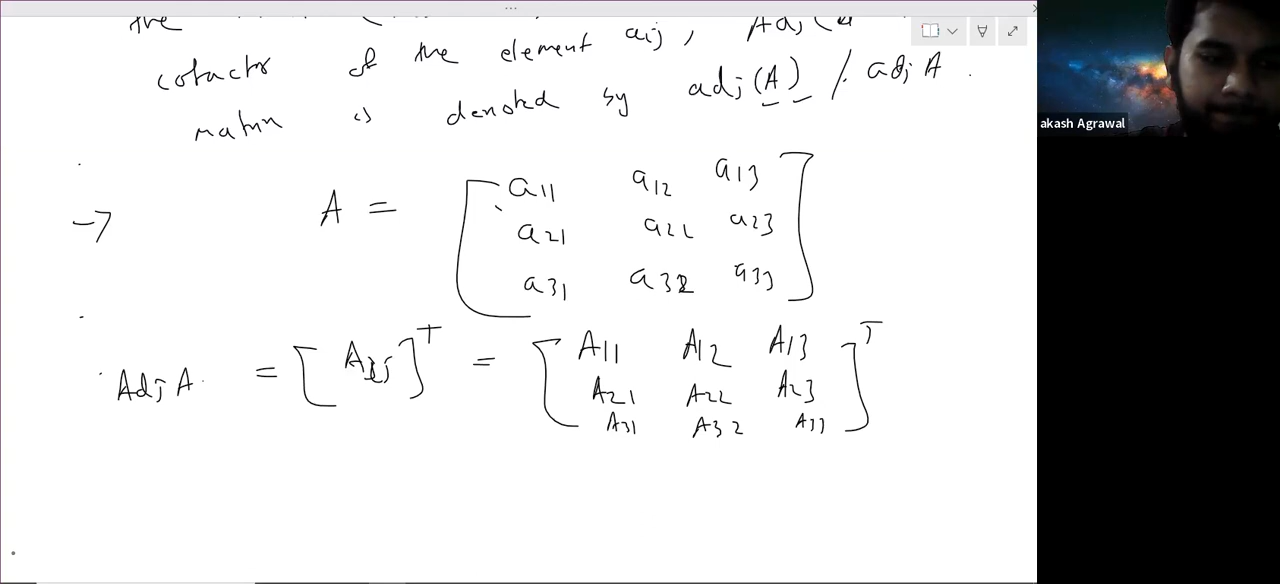 the
cofactor of the element aij, Adj(
matrix is denoted by adj(A) / adj A.
→ A = [ a11 a12 a13
a21 a22 a23
a31 a32 a33 ]
Adj A = [ Aij ]^T = [ A11 A12 A13
A21 A22 A23
A31 A32 A33 ]^T
akash Agrawal